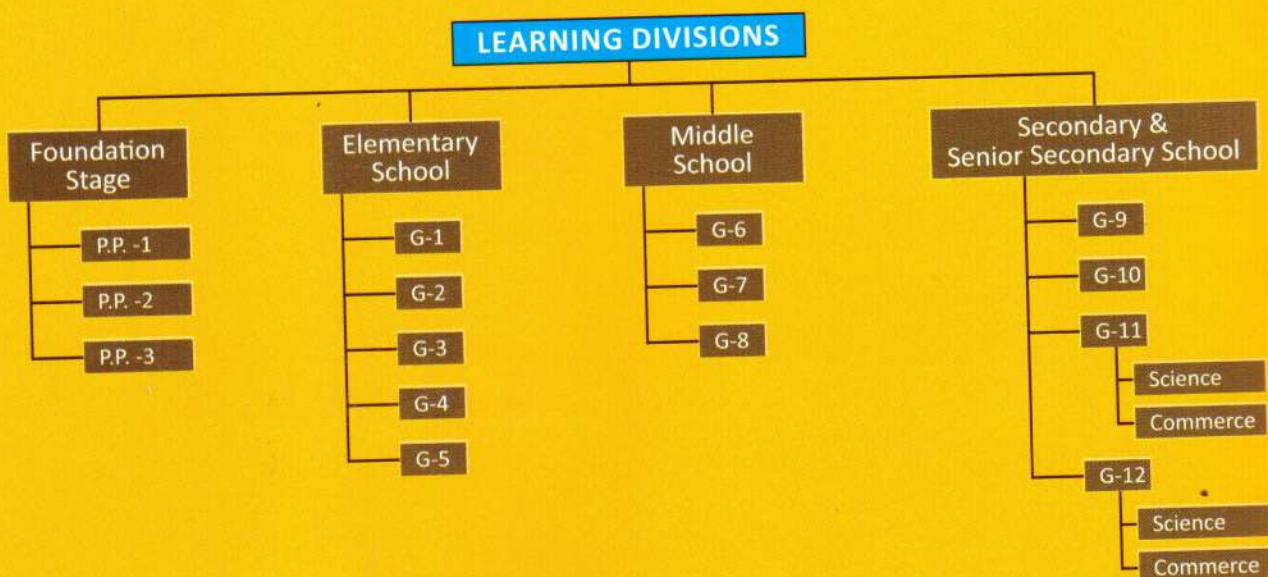 LEARNING DIVISIONS
Foundation
Stage
P.P. -1
P.P. -2
P.P. -3
Elementary
School
G-1
G-2
G-3
G-4
G-5
Middle
School
G-6
G-7
G-8
Secondary &
Senior Secondary School
G-9
G-10
G-11
Science
Commerce
G-12
Science
Commerce